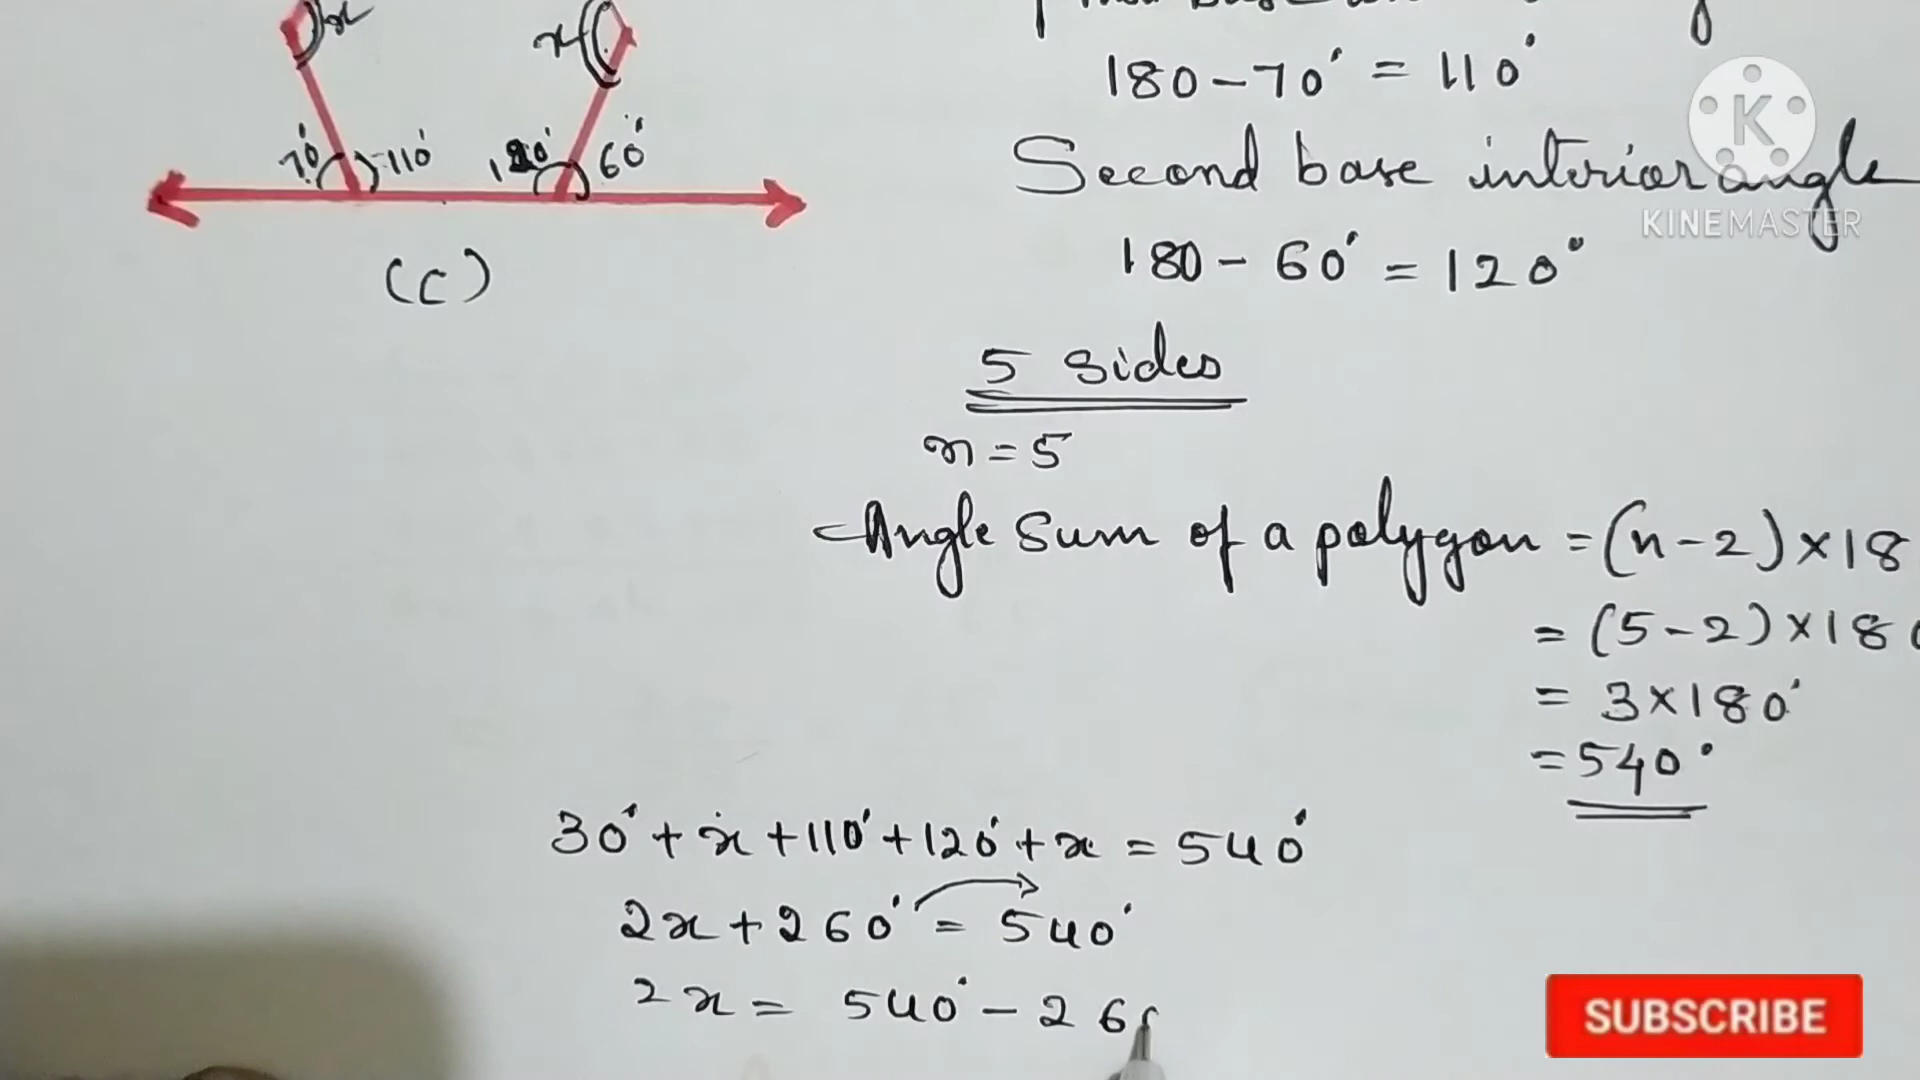 x
x
180-70° = 110°
K
KINEMASTER
70° 110° 120° 60°
Second base interior angle
180 - 60° = 120°
(c)
5 sides
n = 5
Angle Sum of a polygon = (n-2)×18
= (5-2)×180
= 3×180°
= 540°
30° + x + 110° + 120° + x = 540°
2x + 260° = 540°
2x = 540° - 260
SUBSCRIBE